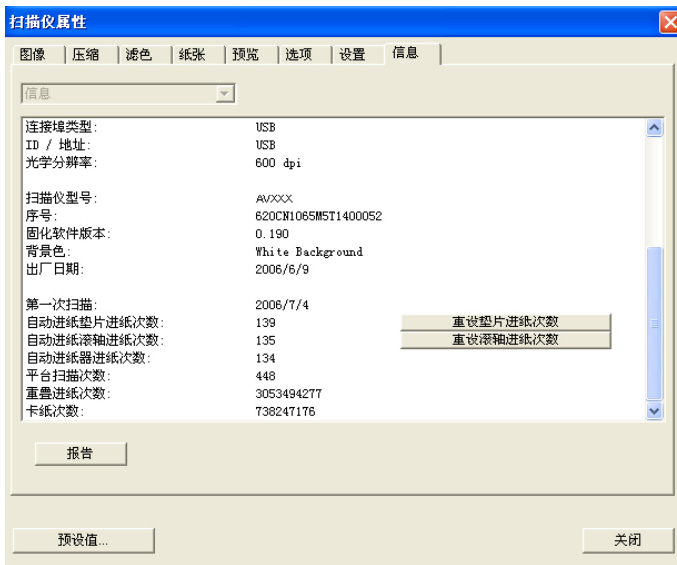 扫描仪属性
图像 压缩 滤色 纸张 预览 选项 设置 信息
信息
连接埠类型: USB
ID / 地址: USB
光学分辨率: 600 dpi
扫描仪型号: AVXXX
序号: 620CN1065M5T1400052
固化软件版本: 0.190
背景色: White Background
出厂日期: 2006/6/9
第一次扫描: 2006/7/4
自动进纸垫片进纸次数: 139 重设垫片进纸次数
自动进纸滚轴进纸次数: 135 重设滚轴进纸次数
自动进纸器进纸次数: 134
平台扫描次数: 448
重叠进纸次数: 3053494277
卡纸次数: 738247176
报告
预设值... 关闭